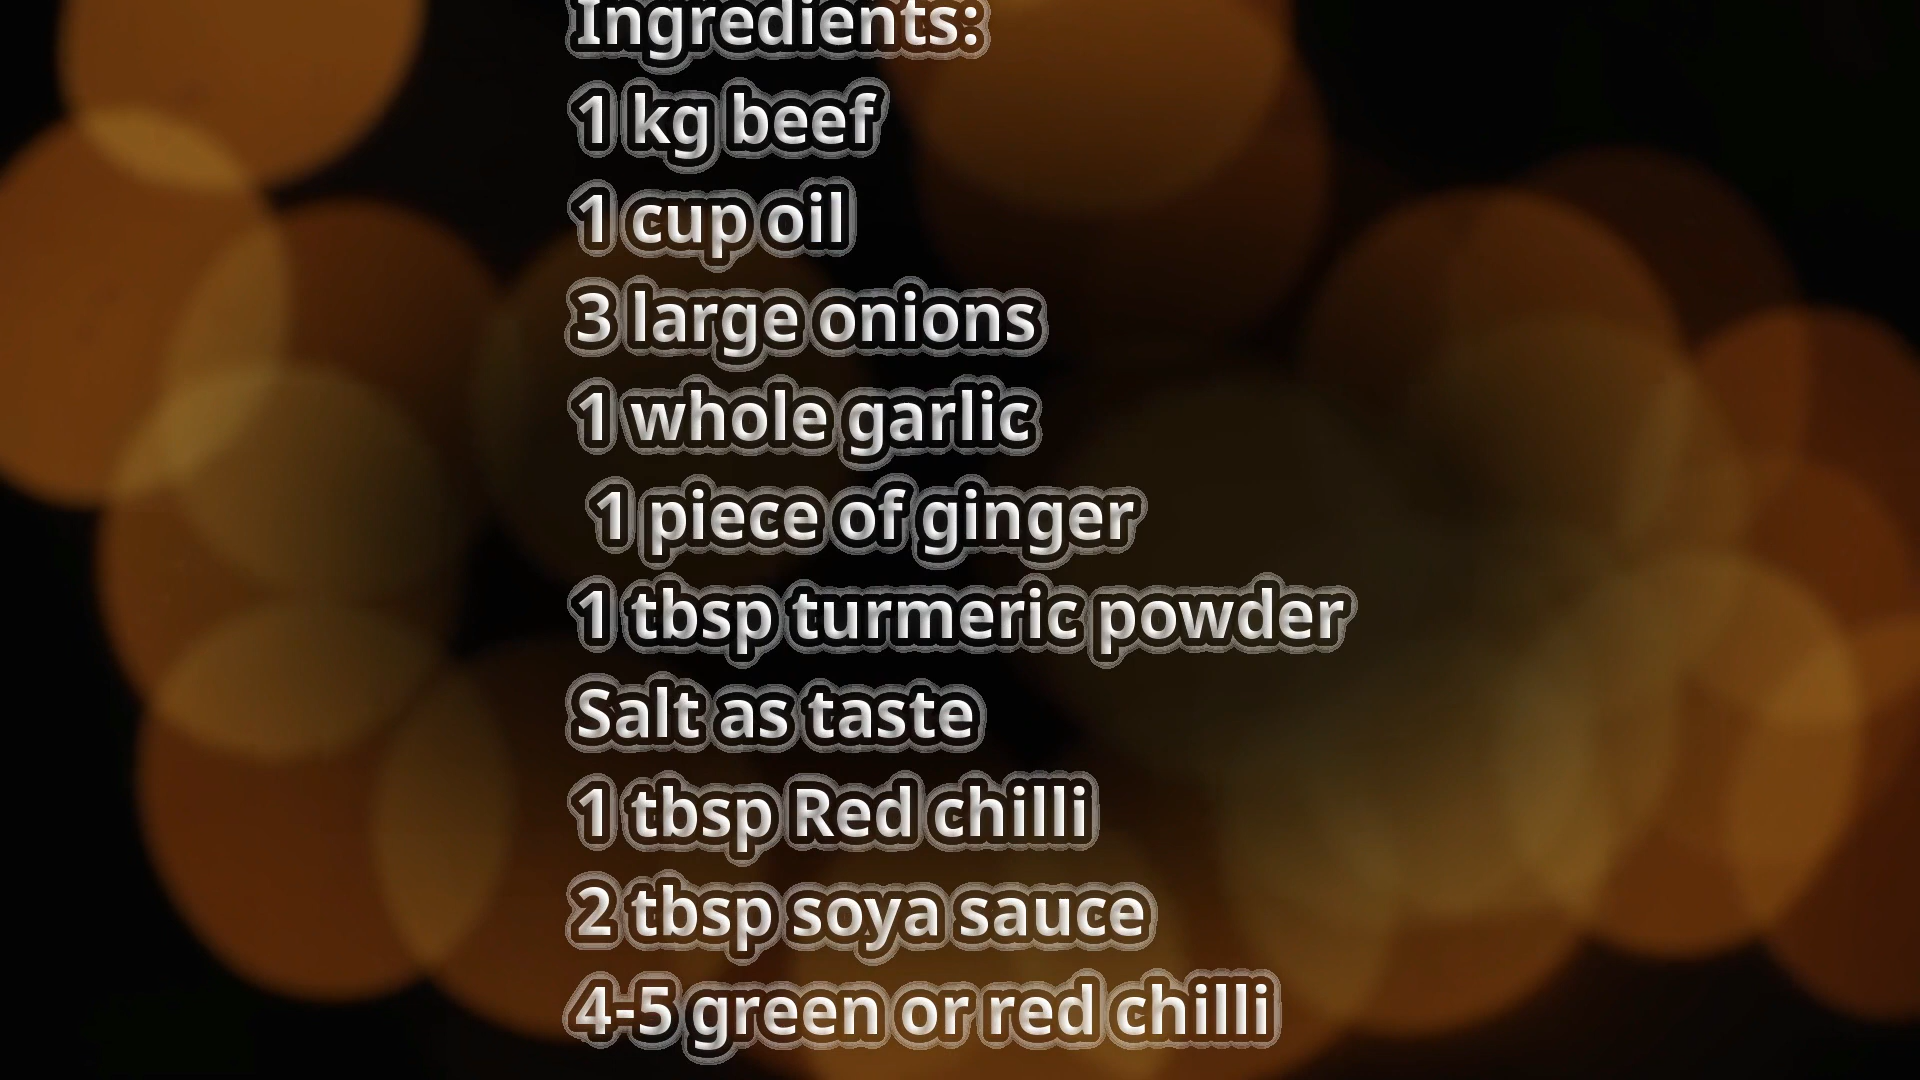 Ingredients:
1 kg beef
1 cup oil
3 large onions
1 whole garlic
1 piece of ginger
1 tbsp turmeric powder
Salt as taste
1 tbsp Red chilli
2 tbsp soya sauce
4-5 green or red chilli